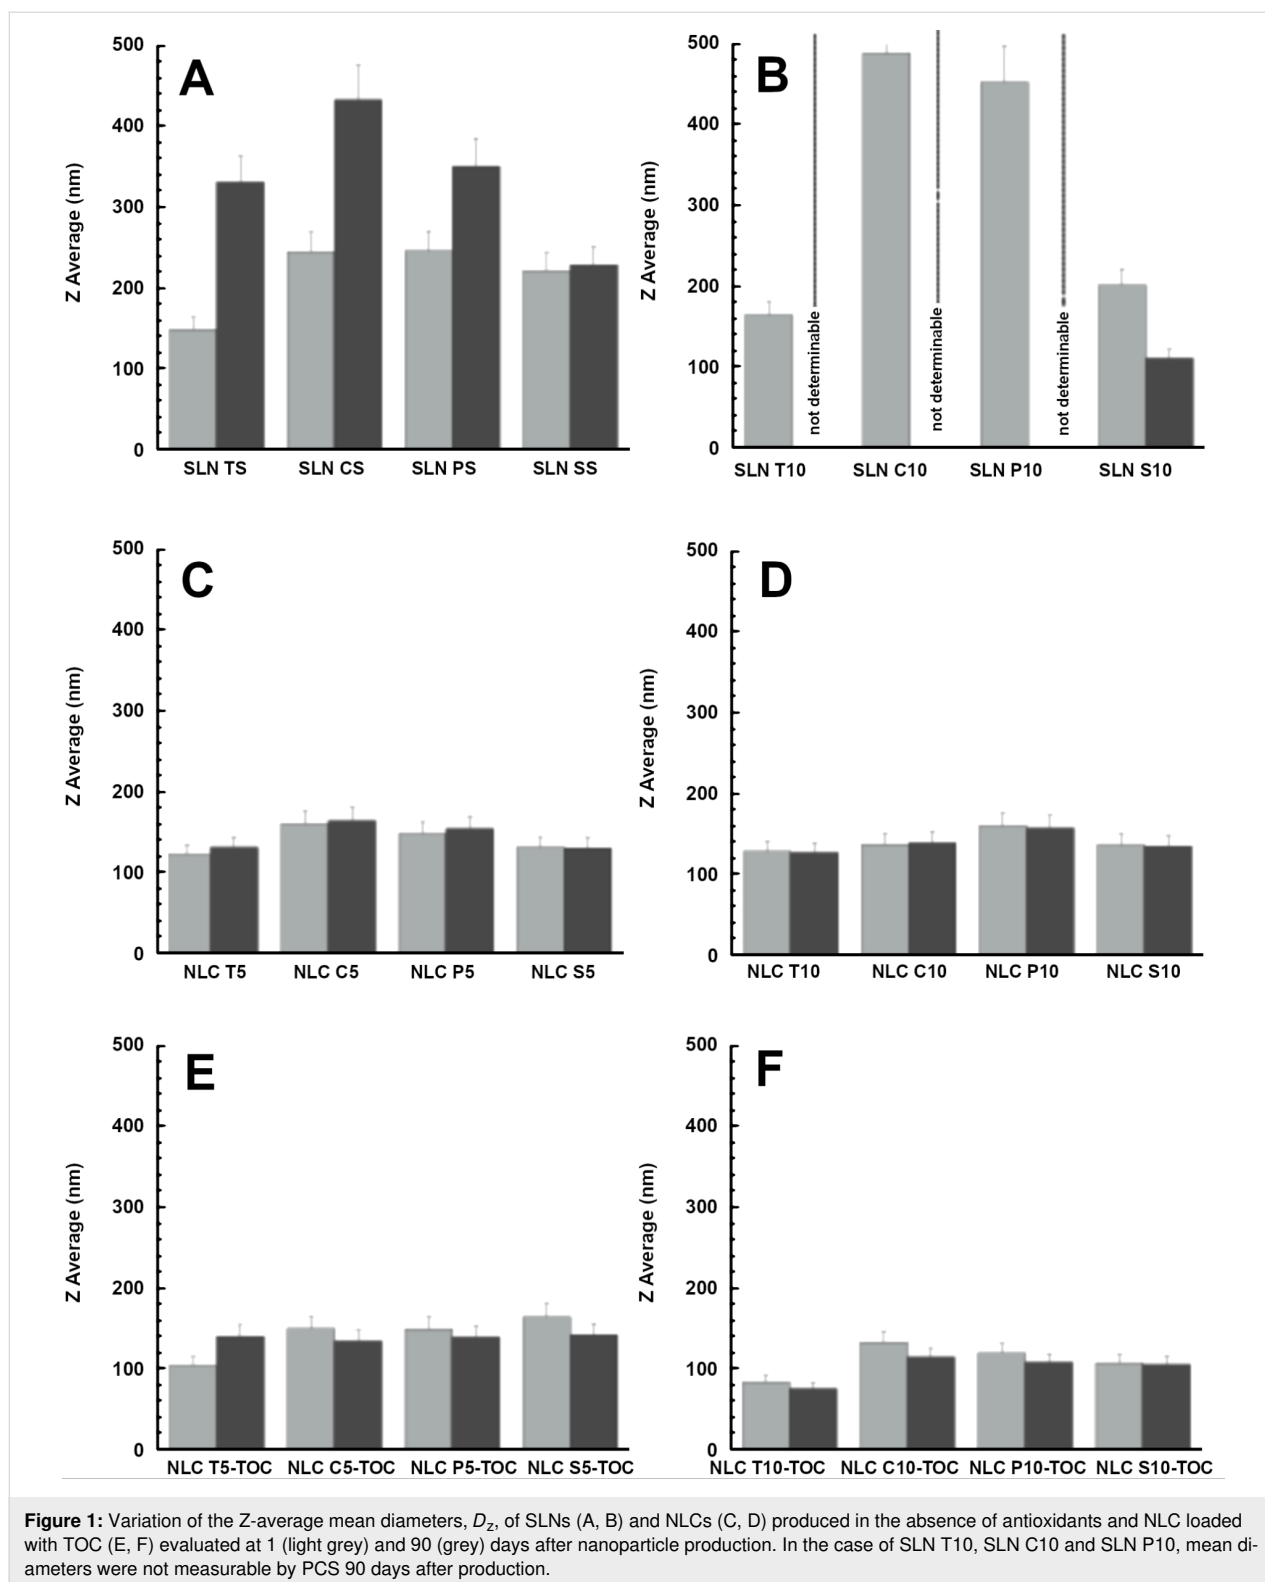 A
Z Average (nm)
500
400
300
200
100
0
SLN TS
SLN CS
SLN PS
SLN SS
B
Z Average (nm)
500
400
300
200
100
0
not determinable
not determinable
not determinable
SLN T10
SLN C10
SLN P10
SLN S10
C
Z Average (nm)
500
400
300
200
100
0
NLC T5
NLC C5
NLC P5
NLC S5
D
Z Average (nm)
500
400
300
200
100
0
NLC T10
NLC C10
NLC P10
NLC S10
E
Z Average (nm)
500
400
300
200
100
0
NLC T5-TOC
NLC C5-TOC
NLC P5-TOC
NLC S5-TOC
F
Z Average (nm)
500
400
300
200
100
0
NLC T10-TOC
NLC C10-TOC
NLC P10-TOC
NLC S10-TOC
Figure 1: Variation of the Z-average mean diameters, Dz, of SLNs (A, B) and NLCs (C, D) produced in the absence of antioxidants and NLC loaded
with TOC (E, F) evaluated at 1 (light grey) and 90 (grey) days after nanoparticle production. In the case of SLN T10, SLN C10 and SLN P10, mean di-
ameters were not measurable by PCS 90 days after production.